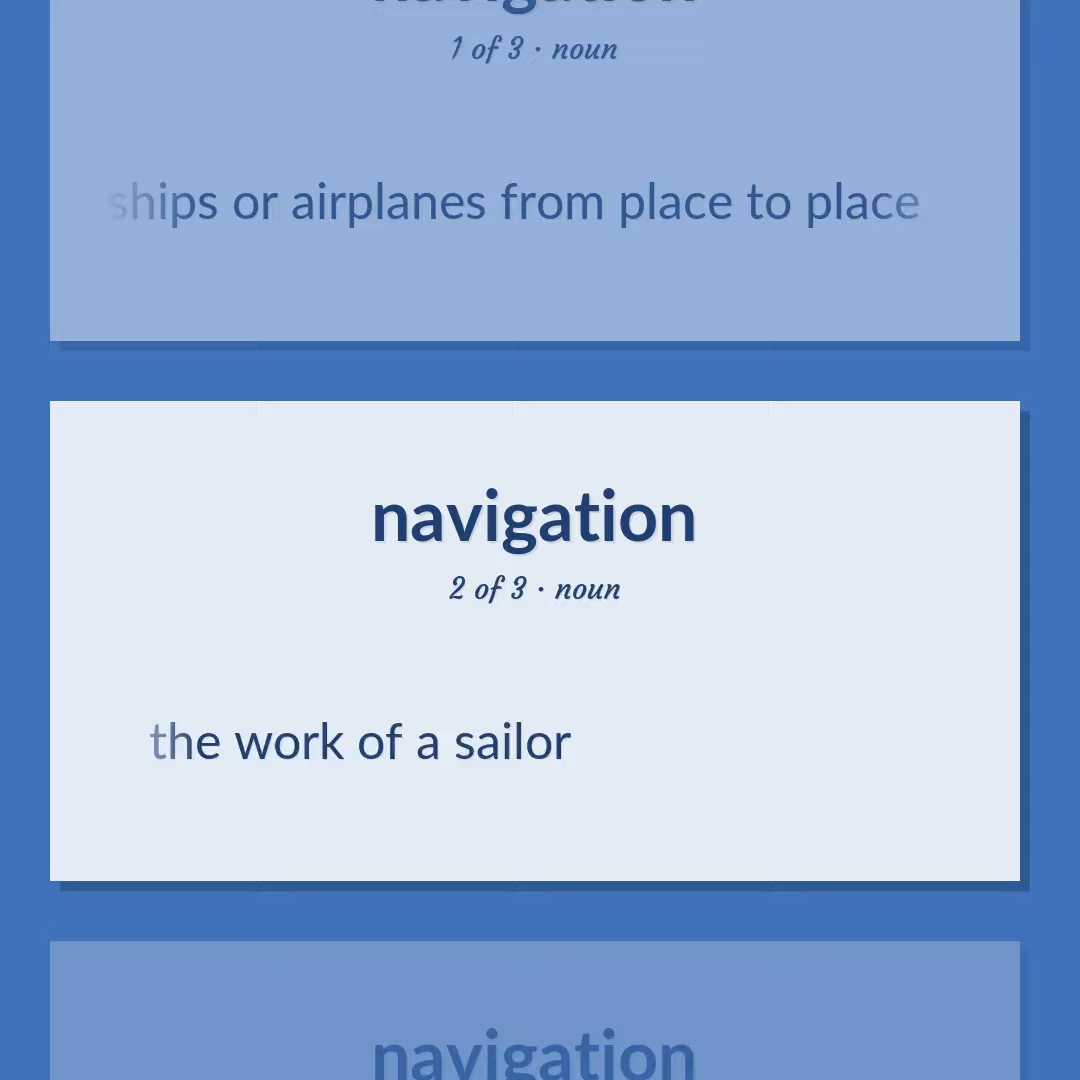 navigation
1 of 3 · noun
ships or airplanes from place to place
navigation
2 of 3 · noun
the work of a sailor
navigation